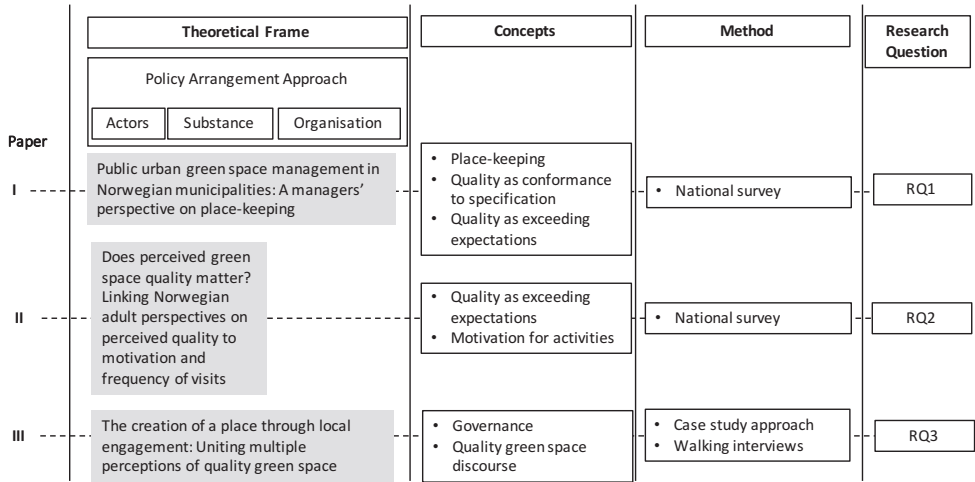 Theoretical Frame
Concepts
Method
Research
Question
Policy Arrangement Approach
Actors
Substance
Organisation
Paper
I
Public urban green space management in
Norwegian municipalities: A managers'
perspective on place-keeping
• Place-keeping
• Quality as conformance
to specification
• Quality as exceeding
expectations
• National survey
RQ1
II
Does perceived green
space quality matter?
Linking Norwegian
adult perspectives on
perceived quality to
motivation and
frequency of visits
• Quality as exceeding
expectations
• Motivation for activities
• National survey
RQ2
III
The creation of a place through local
engagement: Uniting multiple
perceptions of quality green space
• Governance
• Quality green space
discourse
• Case study approach
• Walking interviews
RQ3